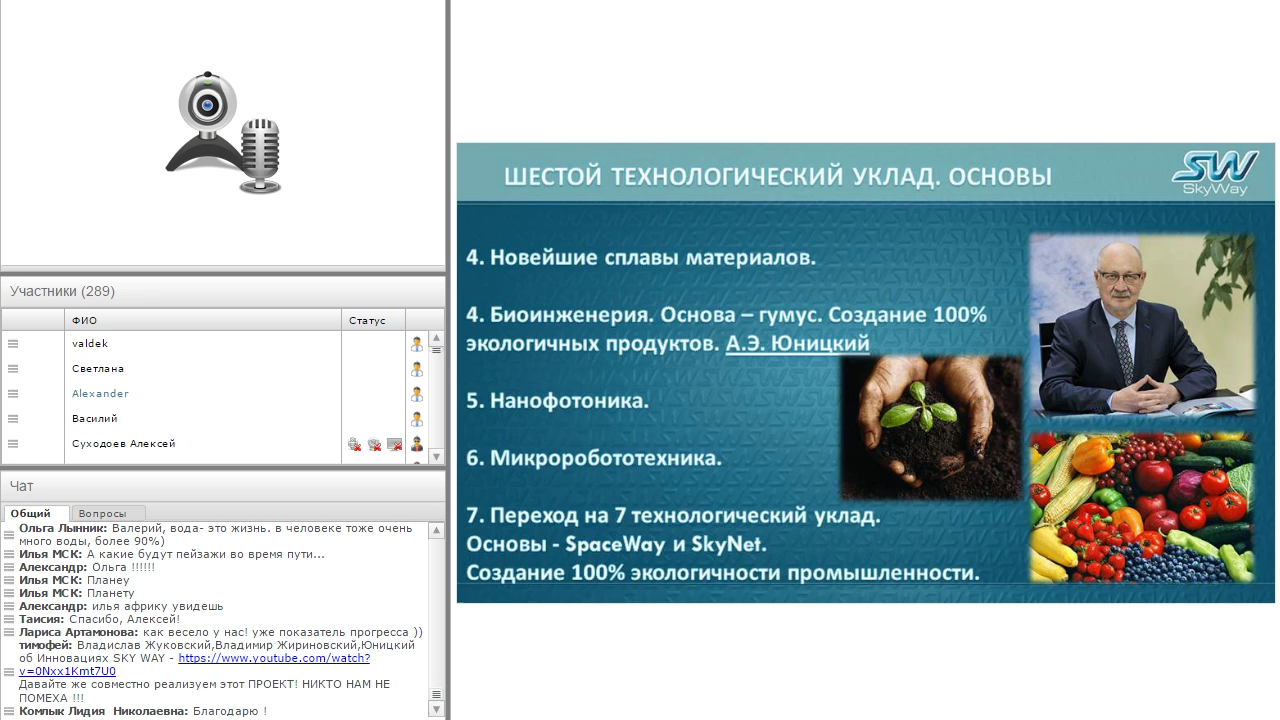 Участники (289)
ФИО
Статус
valdek
Светлана
Alexander
Василий
Суходоев Алексей
Чат
Общий
Вопросы
Ольга Лынник: Валерий, вода- это жизнь. в человеке тоже очень
много воды, более 90%)
Илья МСК: А какие будут пейзажи во время пути...
Александр: Ольга !!!!!!
Илья МСК: Планеу
Илья МСК: Планету
Александр: илья африку увидешь
Таисия: Спасибо, Алексей!
Лариса Артамонова: как весело у нас! уже показатель прогресса ))
тимофей: Владислав Жуковский,Владимир Жириновский,Юницкий
об Инновациях SKY WAY - https://www.youtube.com/watch?
v=0Nxx1Kmt7U0
Давайте же совместно реализуем этот ПРОЕКТ! НИКТО НАМ НЕ
ПОМЕХА !!!
Комлык Лидия Николаевна: Благодарю !
ШЕСТОЙ ТЕХНОЛОГИЧЕСКИЙ УКЛАД. ОСНОВЫ
SW
SkyWay
4. Новейшие сплавы материалов.
4. Биоинженерия. Основа – гумус. Создание 100%
экологичных продуктов. А.Э. Юницкий
5. Нанофотоника.
6. Микроробототехника.
7. Переход на 7 технологический уклад.
Основы - SpaceWay и SkyNet.
Создание 100% экологичности промышленности.